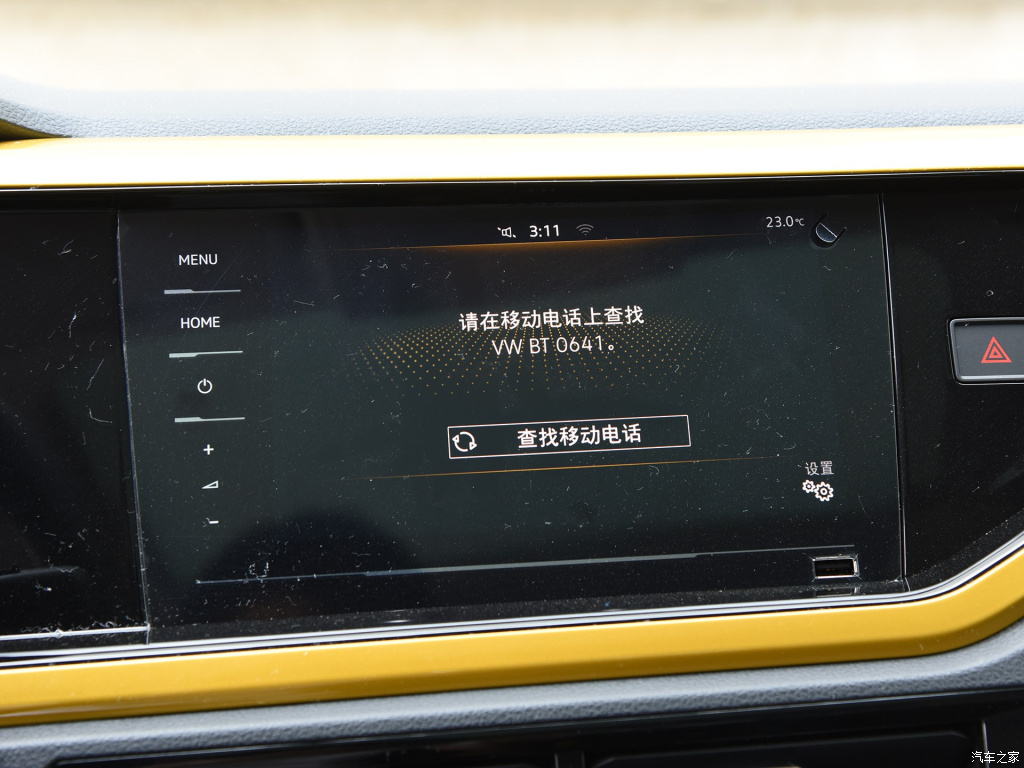 3:11
23.0℃
MENU
HOME
请在移动电话上查找
VW BT 0641。
查找移动电话
设置
汽车之家